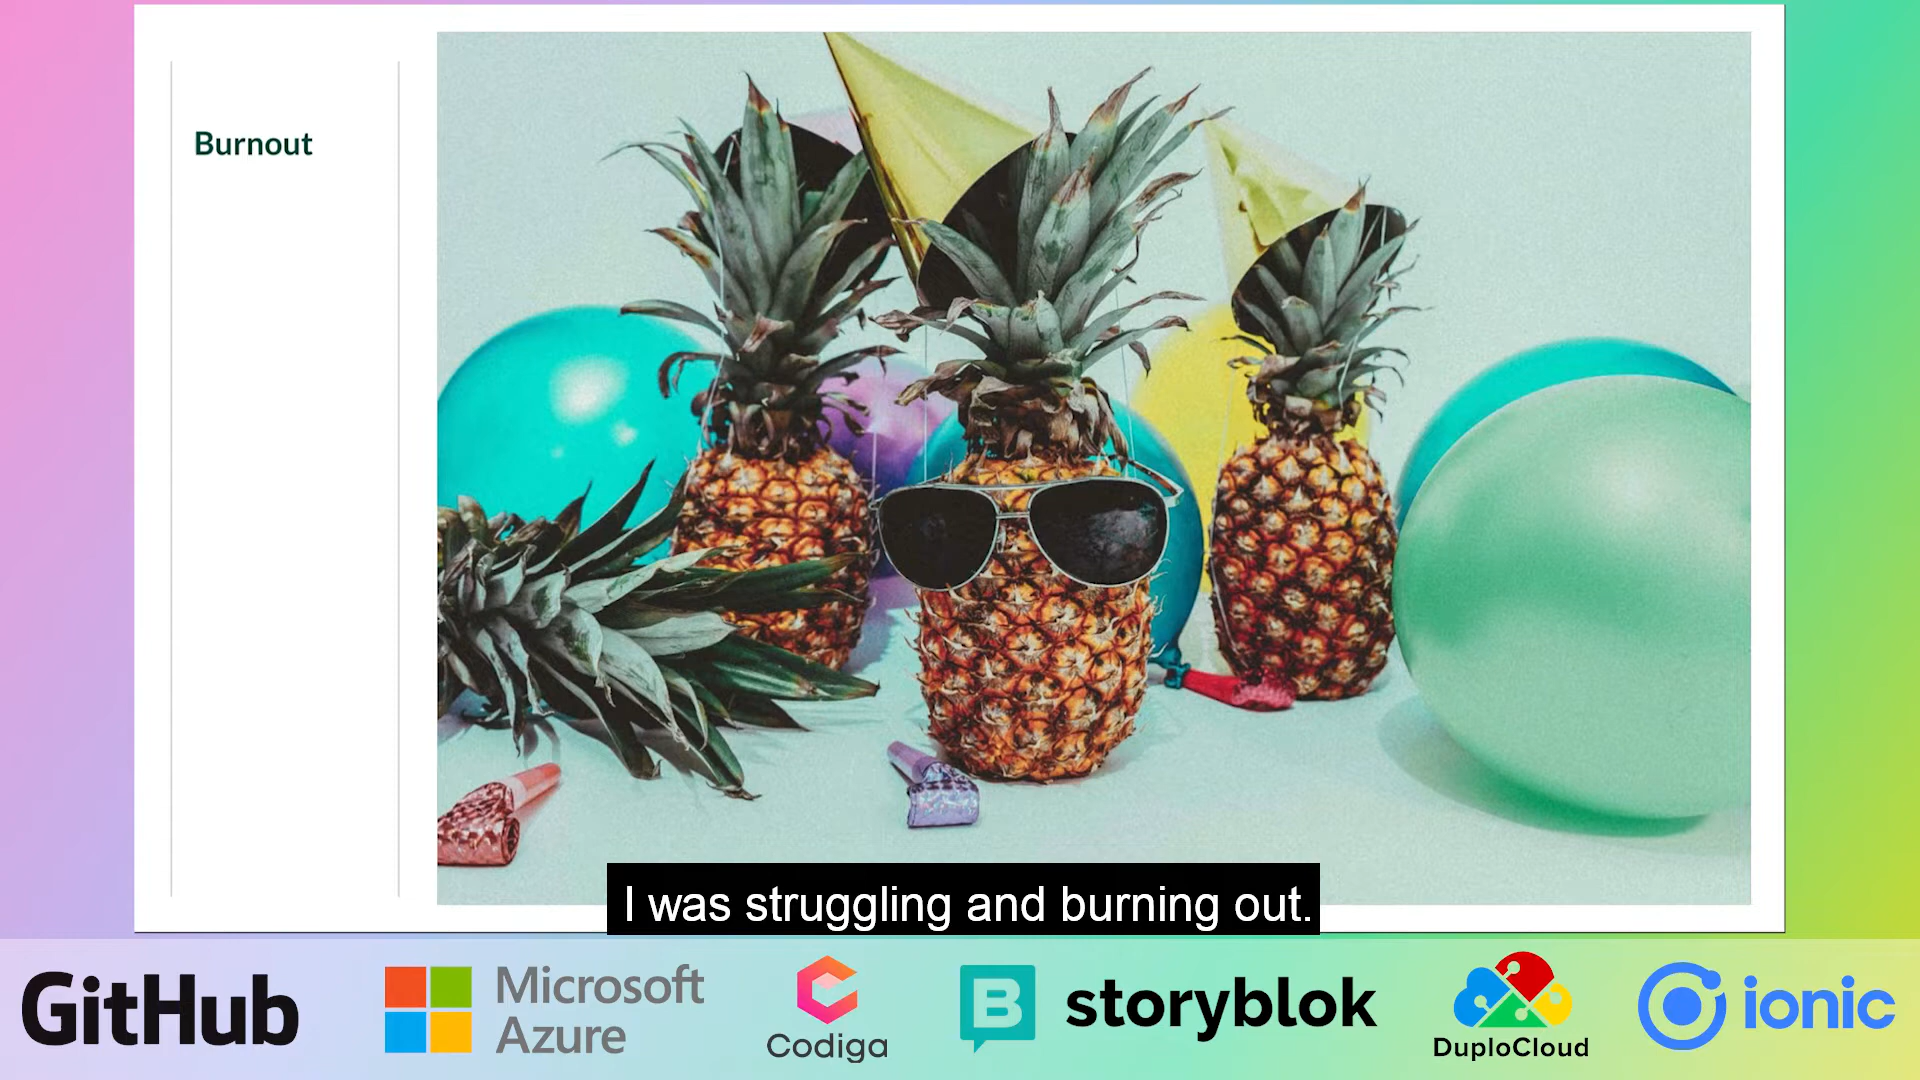 Burnout
I was struggling and burning out.
GitHub
Microsoft
Azure
Codiga
storyblok
DuploCloud
ionic